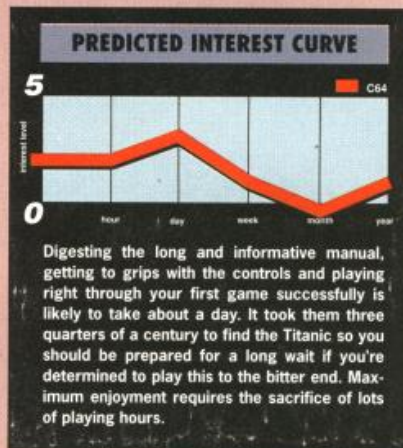 PREDICTED INTEREST CURVE
5
C64
interest level
0
hour day week month year
Digesting the long and informative manual,
getting to grips with the controls and playing
right through your first game successfully is
likely to take about a day. It took them three
quarters of a century to find the Titanic so you
should be prepared for a long wait if you're
determined to play this to the bitter end. Max-
imum enjoyment requires the sacrifice of lots
of playing hours.